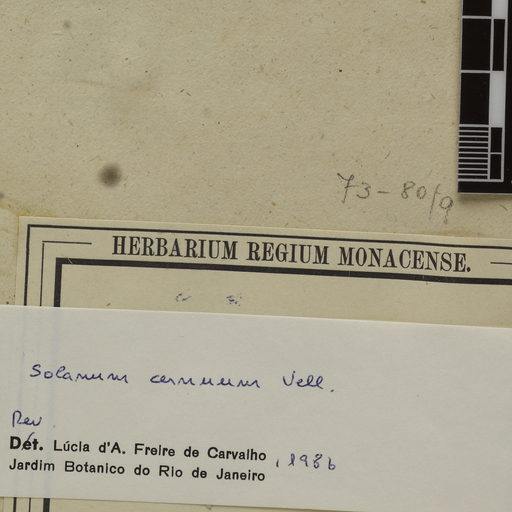 73-80/9
HERBARIUM REGIUM MONACENSE.
Solanum cernuum Vell.
Rev.
Dét. Lúcia d'A. Freire de Carvalho, 1986
Jardim Botanico do Rio de Janeiro